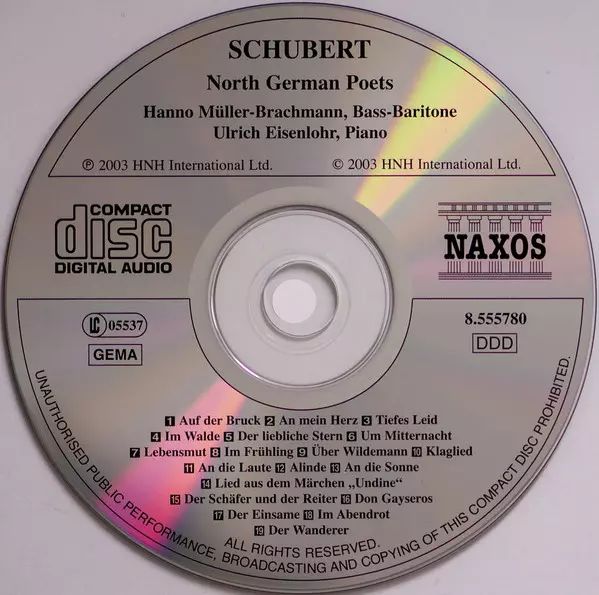 SCHUBERT
North German Poets
Hanno Müller-Brachmann, Bass-Baritone
Ulrich Eisenlohr, Piano
℗ 2003 HNH International Ltd. © 2003 HNH International Ltd.
COMPACT
disc
DIGITAL AUDIO
NAXOS
LC 05537
GEMA
8.555780
DDD
1 Auf der Bruck 2 An mein Herz 3 Tiefes Leid
4 Im Walde 5 Der liebliche Stern 6 Um Mitternacht
7 Lebensmut 8 Im Frühling 9 Über Wildemann 10 Klaglied
11 An die Laute 12 Alinde 13 An die Sonne
14 Lied aus dem Märchen „Undine“
15 Der Schäfer und der Reiter 16 Don Gayseros
17 Der Einsame 18 Im Abendrot
19 Der Wanderer
ALL RIGHTS RESERVED.
UNAUTHORISED PUBLIC PERFORMANCE, BROADCASTING AND COPYING OF THIS COMPACT DISC PROHIBITED.